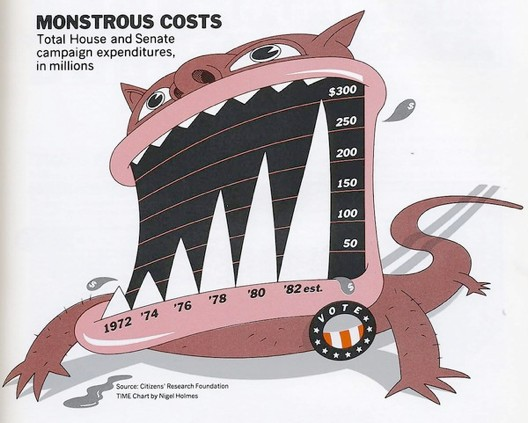 MONSTROUS COSTS
Total House and Senate
campaign expenditures,
in millions
$300
250
200
150
100
50
1972 '74 '76 '78 '80 '82 est.
$
$
$
VOTE
Source: Citizens' Research Foundation
TIME Chart by Nigel Holmes